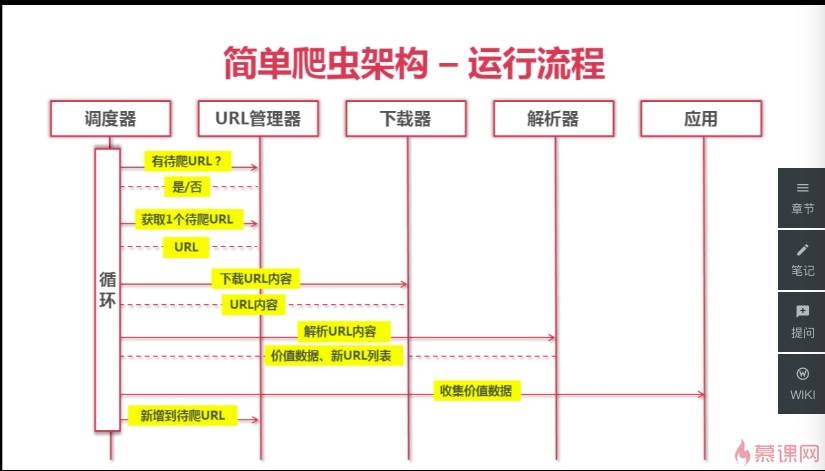 简单爬虫架构 – 运行流程
调度器
URL管理器
下载器
解析器
应用
循环
有待爬URL？
是/否
获取1个待爬URL
URL
下载URL内容
URL内容
解析URL内容
价值数据、新URL列表
收集价值数据
新增到待爬URL
章节
笔记
提问
WIKI
慕课网